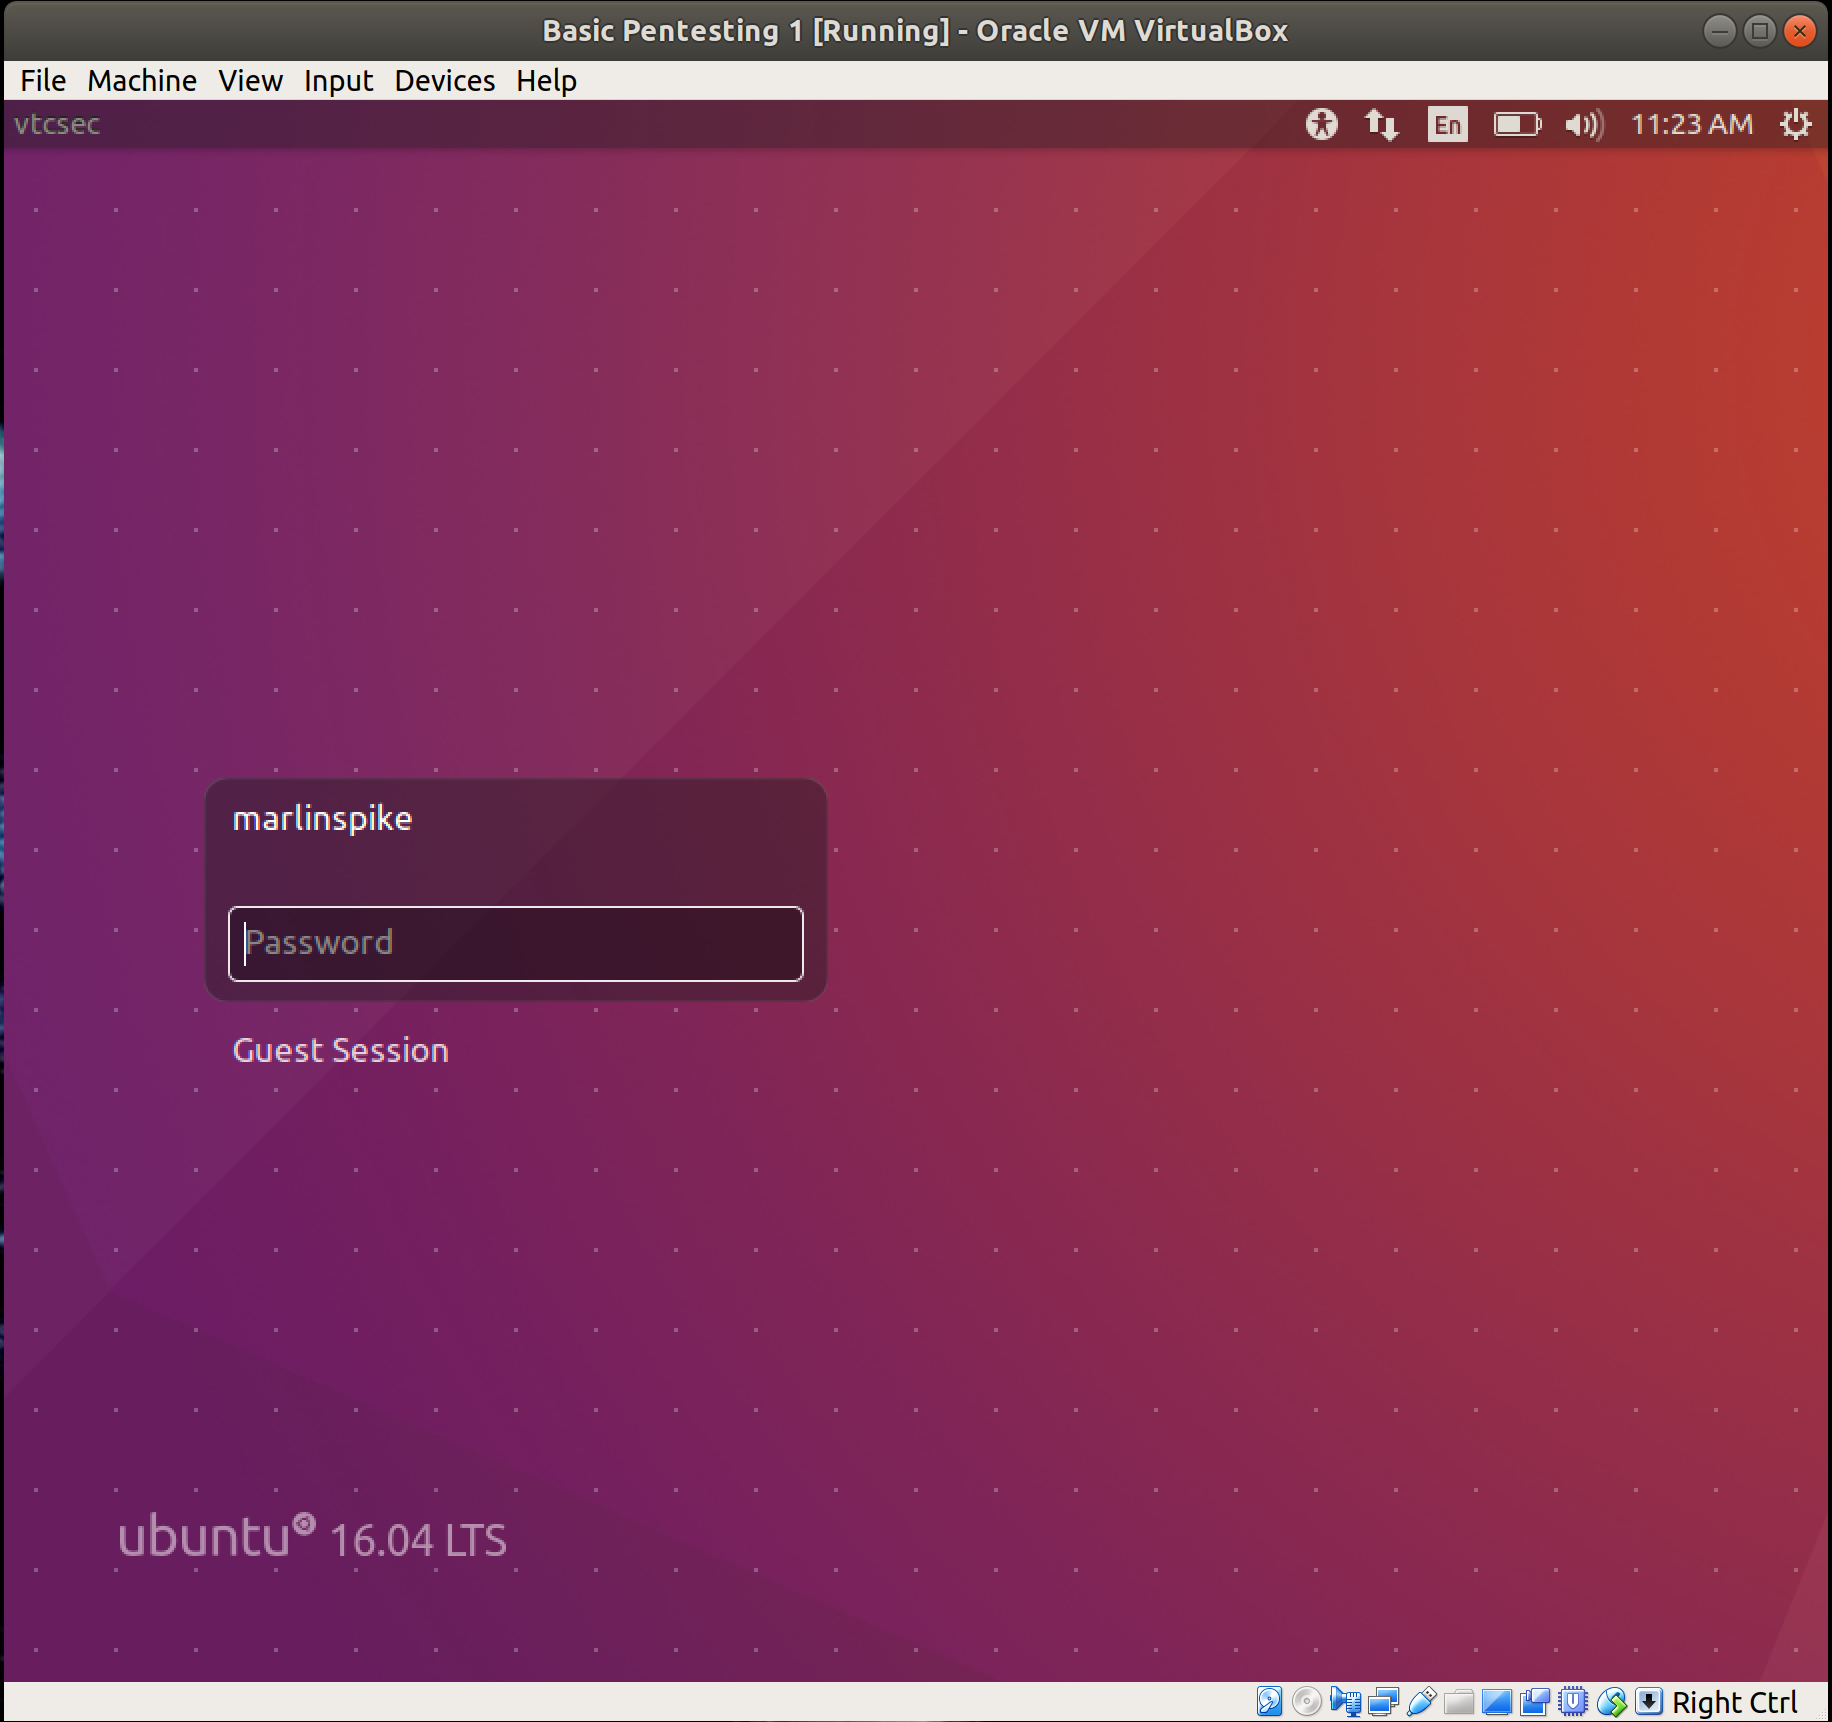 Basic Pentesting 1 [Running] - Oracle VM VirtualBox
File Machine View Input Devices Help
vtcsec En 11:23 AM
marlinspike
Password
Guest Session
ubuntu 16.04 LTS
Right Ctrl